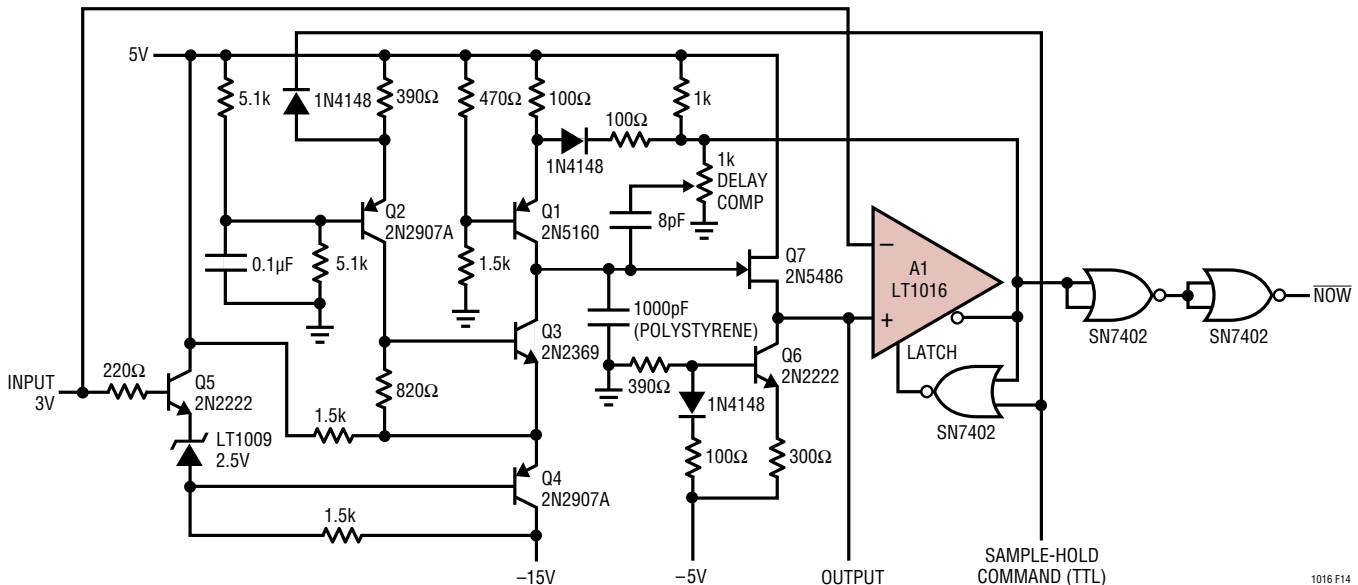 5V
5.1k
1N4148
390Ω
470Ω
100Ω
1k
100Ω
1N4148
1k
DELAY
COMP
Q2
2N2907A
Q1
2N5160
8pF
0.1µF
5.1k
1.5k
Q7
2N5486
A1
LT1016
−
+
LATCH
SN7402
SN7402
NOW
1000pF
(POLYSTYRENE)
Q3
2N2369
Q6
2N2222
INPUT
3V
220Ω
Q5
2N2222
820Ω
390Ω
1N4148
SN7402
1.5k
LT1009
2.5V
100Ω
300Ω
Q4
2N2907A
1.5k
–15V
–5V
OUTPUT
SAMPLE-HOLD
COMMAND (TTL)
1016 F14